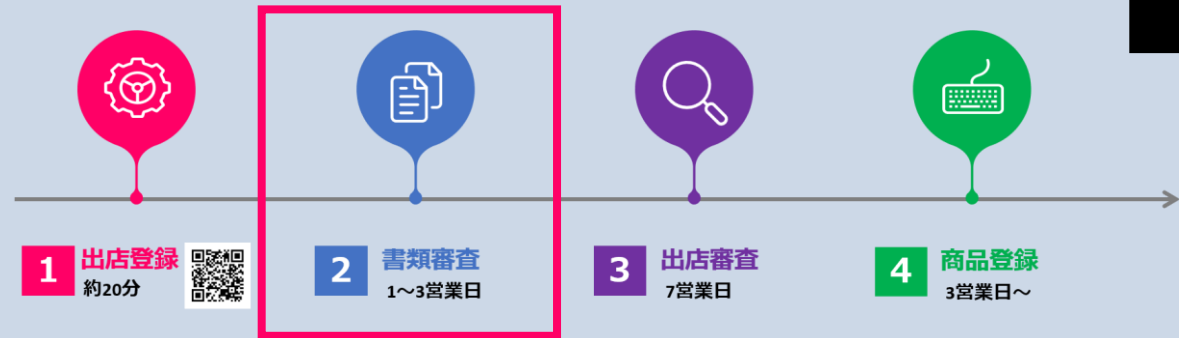 1 出店登録
約20分
2 書類審査
1～3営業日
3 出店審査
7営業日
4 商品登録
3営業日～